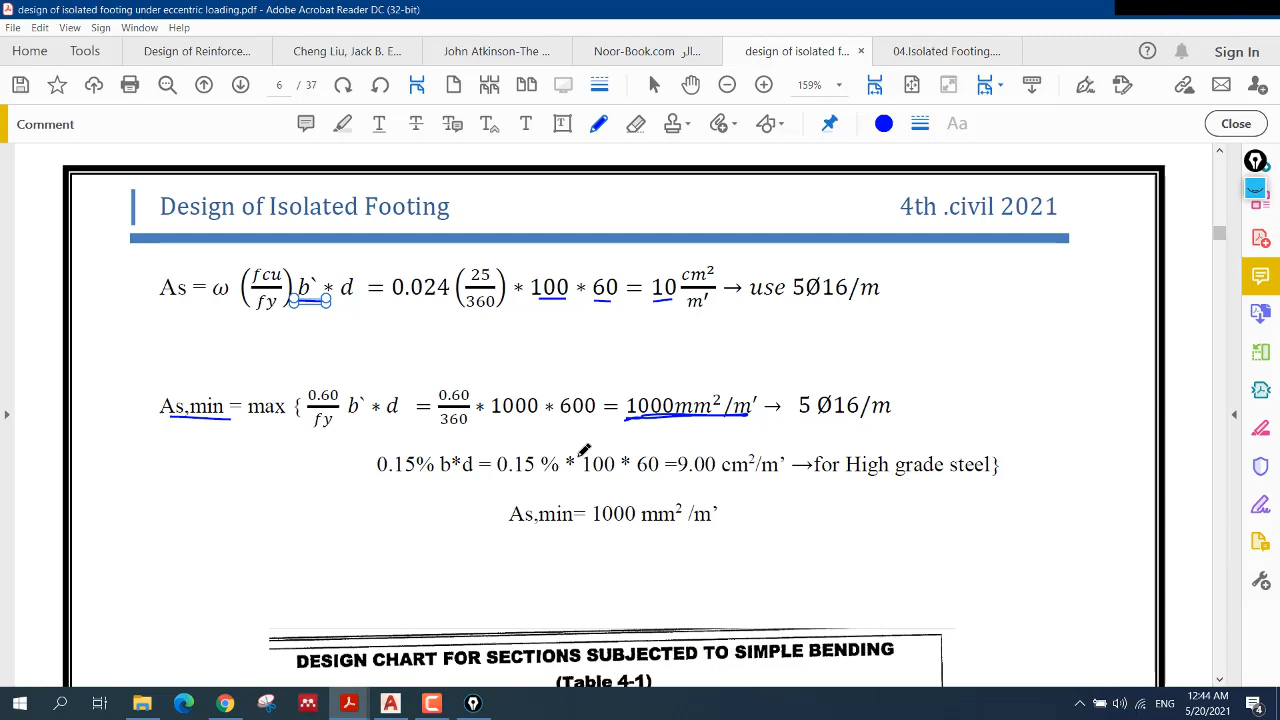 design of isolated footing under eccentric loading.pdf - Adobe Acrobat Reader DC (32-bit)
File Edit View Sign Window Help
Home Tools Design of Reinforce... Cheng Liu, Jack B. E... John Atkinson-The ... Noor-Book.com الر... design of isolated f... × 04.Isolated Footing.... Sign In
6 / 37 159%
Comment Close
Design of Isolated Footing 4th .civil 2021
As = ω (fcu/fy) b` * d = 0.024 (25/360) * 100 * 60 = 10 cm²/m′ → use 5Ø16/m
As,min = max { 0.60/fy b` * d = 0.60/360 * 1000 * 600 = 1000mm²/m′ → 5 Ø16/m
0.15% b*d = 0.15 % * 100 * 60 =9.00 cm²/m’ →for High grade steel}
As,min= 1000 mm² /m’
DESIGN CHART FOR SECTIONS SUBJECTED TO SIMPLE BENDING
(Table 4-1)
ENG 12:44 AM
5/20/2021 4